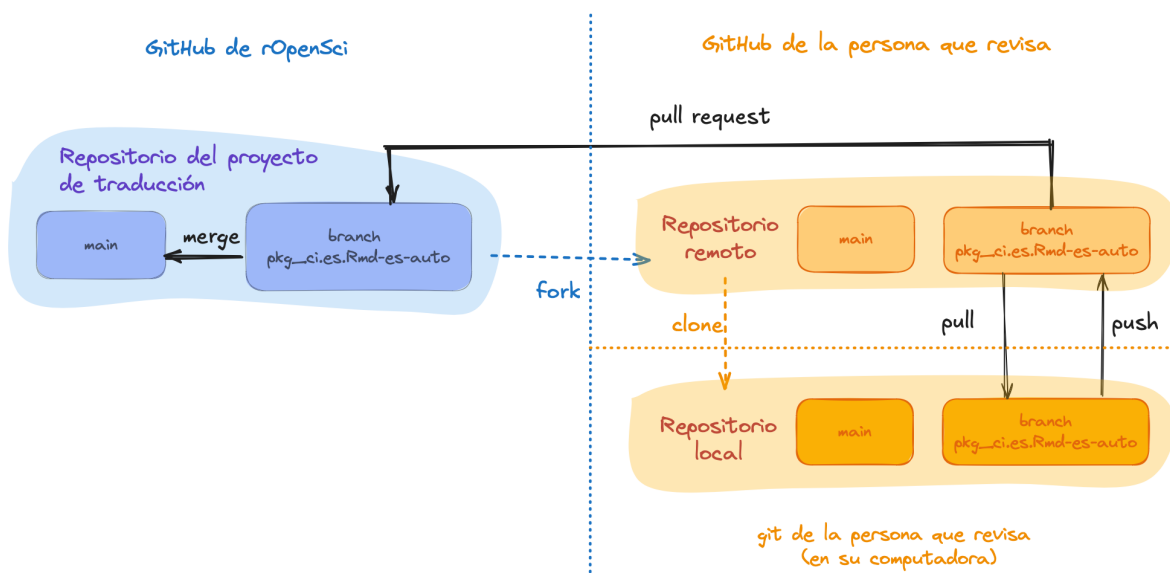 GitHub de rOpenSci
GitHub de la persona que revisa
pull request
Repositorio del proyecto
de traducción
main
merge
branch
pkg_ci.es.Rmd-es-auto
fork
Repositorio
remoto
main
branch
pkg_ci.es.Rmd-es-auto
clone
pull
push
Repositorio
local
main
branch
pkg_ci.es.Rmd-es-auto
git de la persona que revisa
(en su computadora)